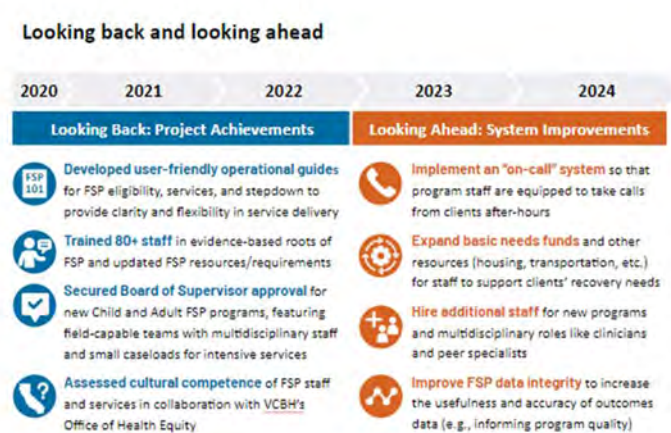 Looking back and looking ahead
2020 2021 2022 2023 2024
Looking Back: Project Achievements
FSP
101
Developed user-friendly operational guides
for FSP eligibility, services, and stepdown to
provide clarity and flexibility in service delivery
Trained 80+ staff in evidence-based roots of
FSP and updated FSP resources/requirements
Secured Board of Supervisor approval for
new Child and Adult FSP programs, featuring
field-capable teams with multidisciplinary staff
and small caseloads for intensive services
?
Assessed cultural competence of FSP staff
and services in collaboration with VCBH's
Office of Health Equity
Looking Ahead: System Improvements
Implement an "on-call" system so that
program staff are equipped to take calls
from clients after-hours
Expand basic needs funds and other
resources (housing, transportation, etc.)
for staff to support clients' recovery needs
Hire additional staff for new programs
and multidisciplinary roles like clinicians
and peer specialists
Improve FSP data integrity to increase
the usefulness and accuracy of outcomes
data (e.g., informing program quality)